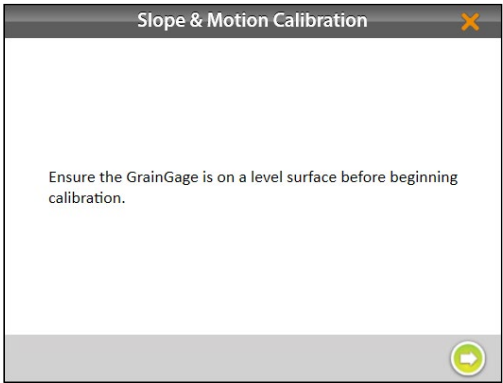 Slope & Motion Calibration
Ensure the GrainGage is on a level surface before beginning
calibration.